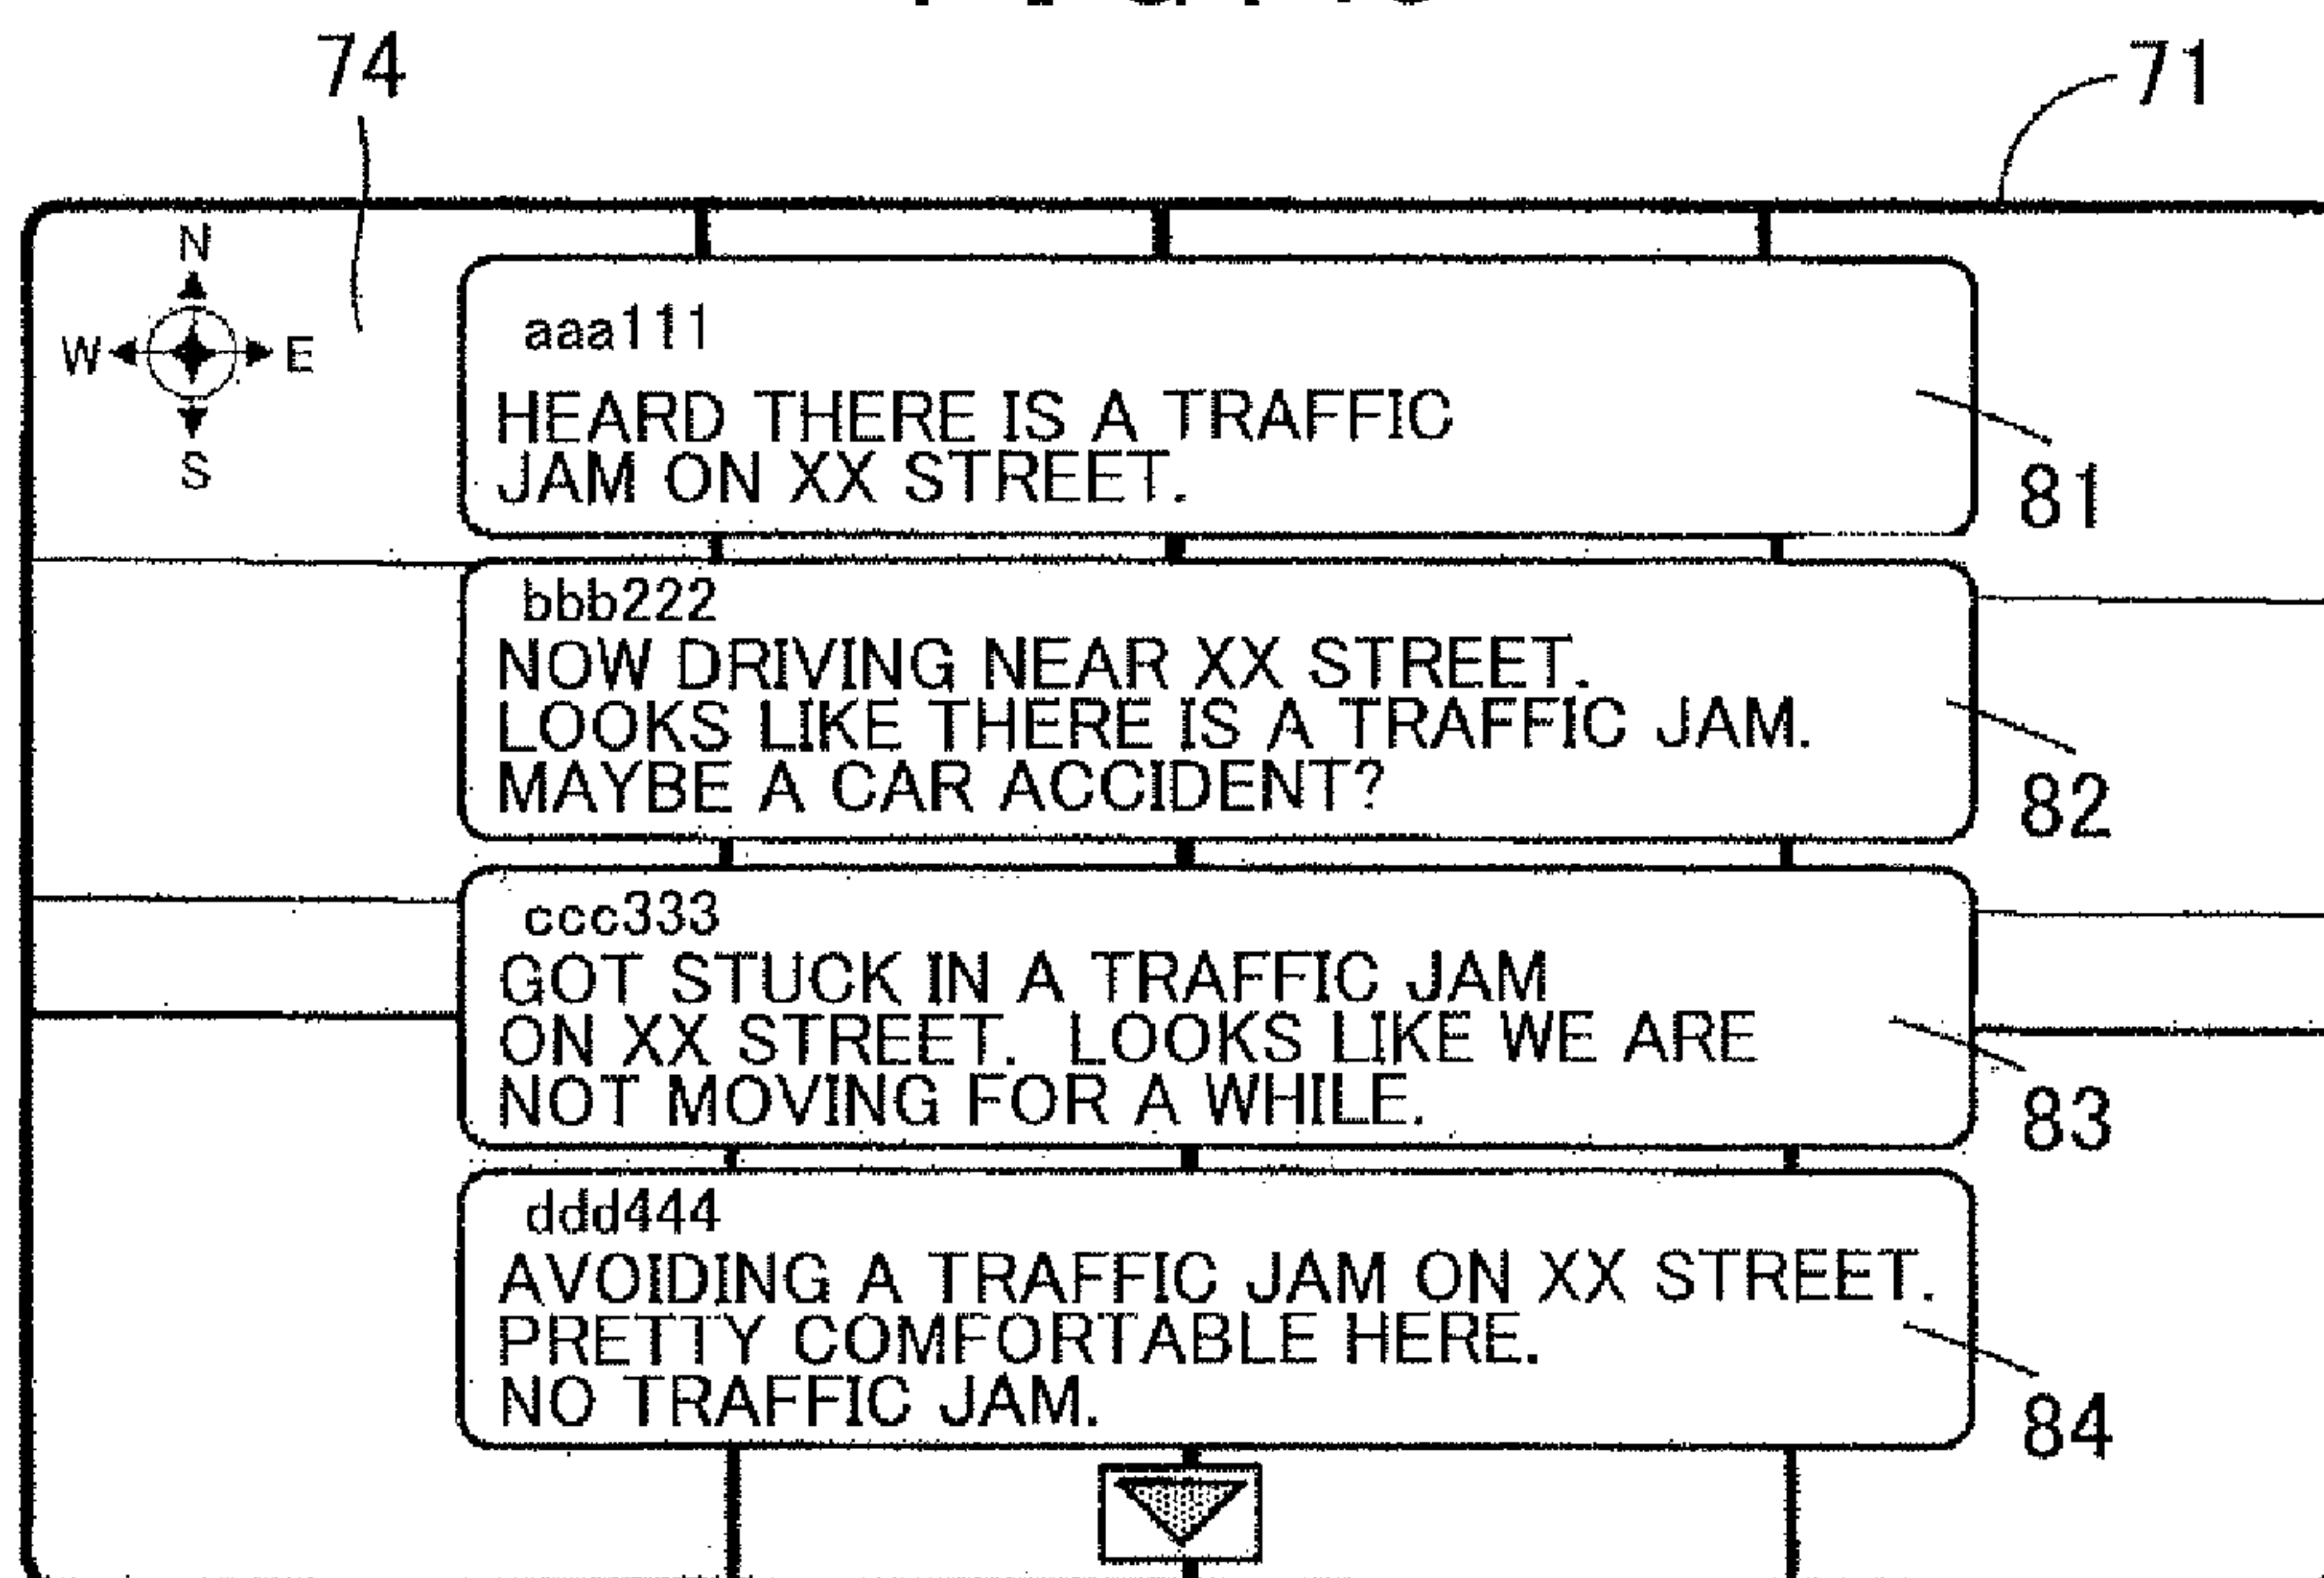 74
71
N
W E
S
aaa111
HEARD THERE IS A TRAFFIC
JAM ON XX STREET.
81
bbb222
NOW DRIVING NEAR XX STREET.
LOOKS LIKE THERE IS A TRAFFIC JAM.
MAYBE A CAR ACCIDENT?
82
ccc333
GOT STUCK IN A TRAFFIC JAM
ON XX STREET. LOOKS LIKE WE ARE
NOT MOVING FOR A WHILE.
83
ddd444
AVOIDING A TRAFFIC JAM ON XX STREET.
PRETTY COMFORTABLE HERE.
NO TRAFFIC JAM.
84